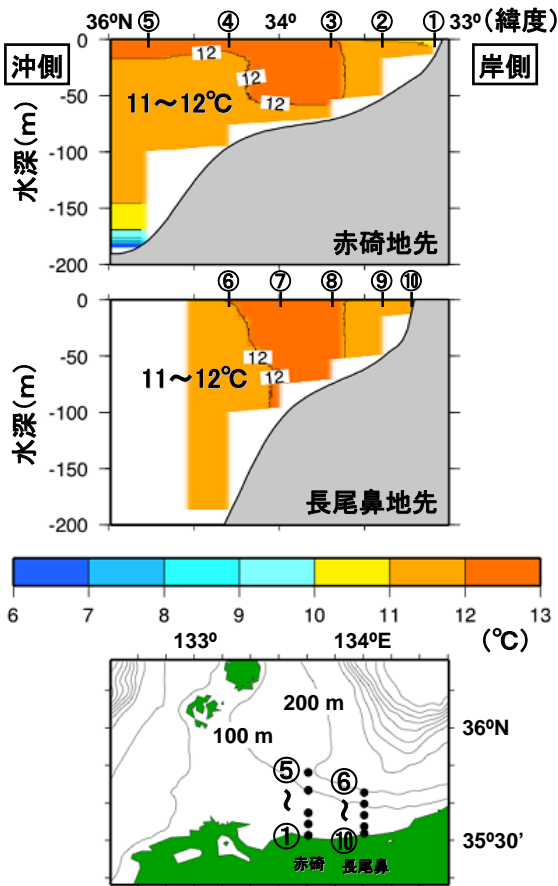 36ºN ⑤ ④ 34º ③ ② ① 33º(緯度)
沖側
岸側
0
12
12
12
11～12℃
-50
-100
-150
-200
水深(m)
赤碕地先
⑥ ⑦ ⑧ ⑨ ⑩
0
12
12
11～12℃
-50
-100
-150
-200
水深(m)
長尾鼻地先
6 7 8 9 10 11 12 13
(℃)
133º 134ºE
200 m
100 m
36ºN
⑤ ⑥
～ ～
① ⑩
35º30'
赤碕 長尾鼻